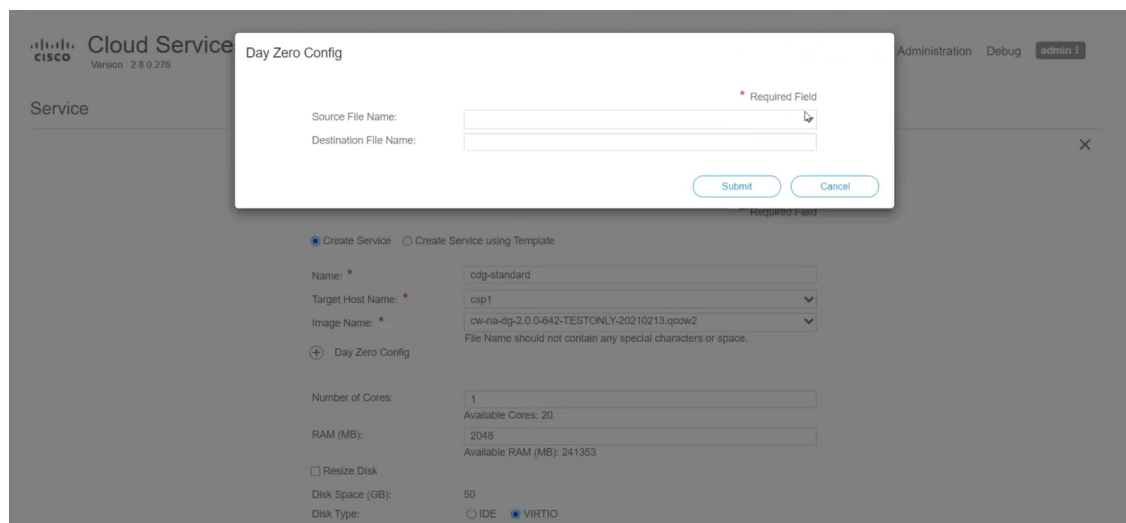 CISCO
Cloud Service
Version : 2.8.0.276
Administration Debug admin
Service
Day Zero Config
* Required Field
Source File Name:
Destination File Name:
Submit Cancel
* Required Field
Create Service Create Service using Template
Name: * cdg-standard
Target Host Name: * csp1
Image Name: * cw-na-dg-2.0.0-642-TESTONLY-20210213.qcow2
File Name should not contain any special characters or space.
Day Zero Config
Number of Cores: 1
Available Cores: 20
RAM (MB): 2048
Available RAM (MB): 241353
Resize Disk
Disk Space (GB): 50
Disk Type: IDE VIRTIO